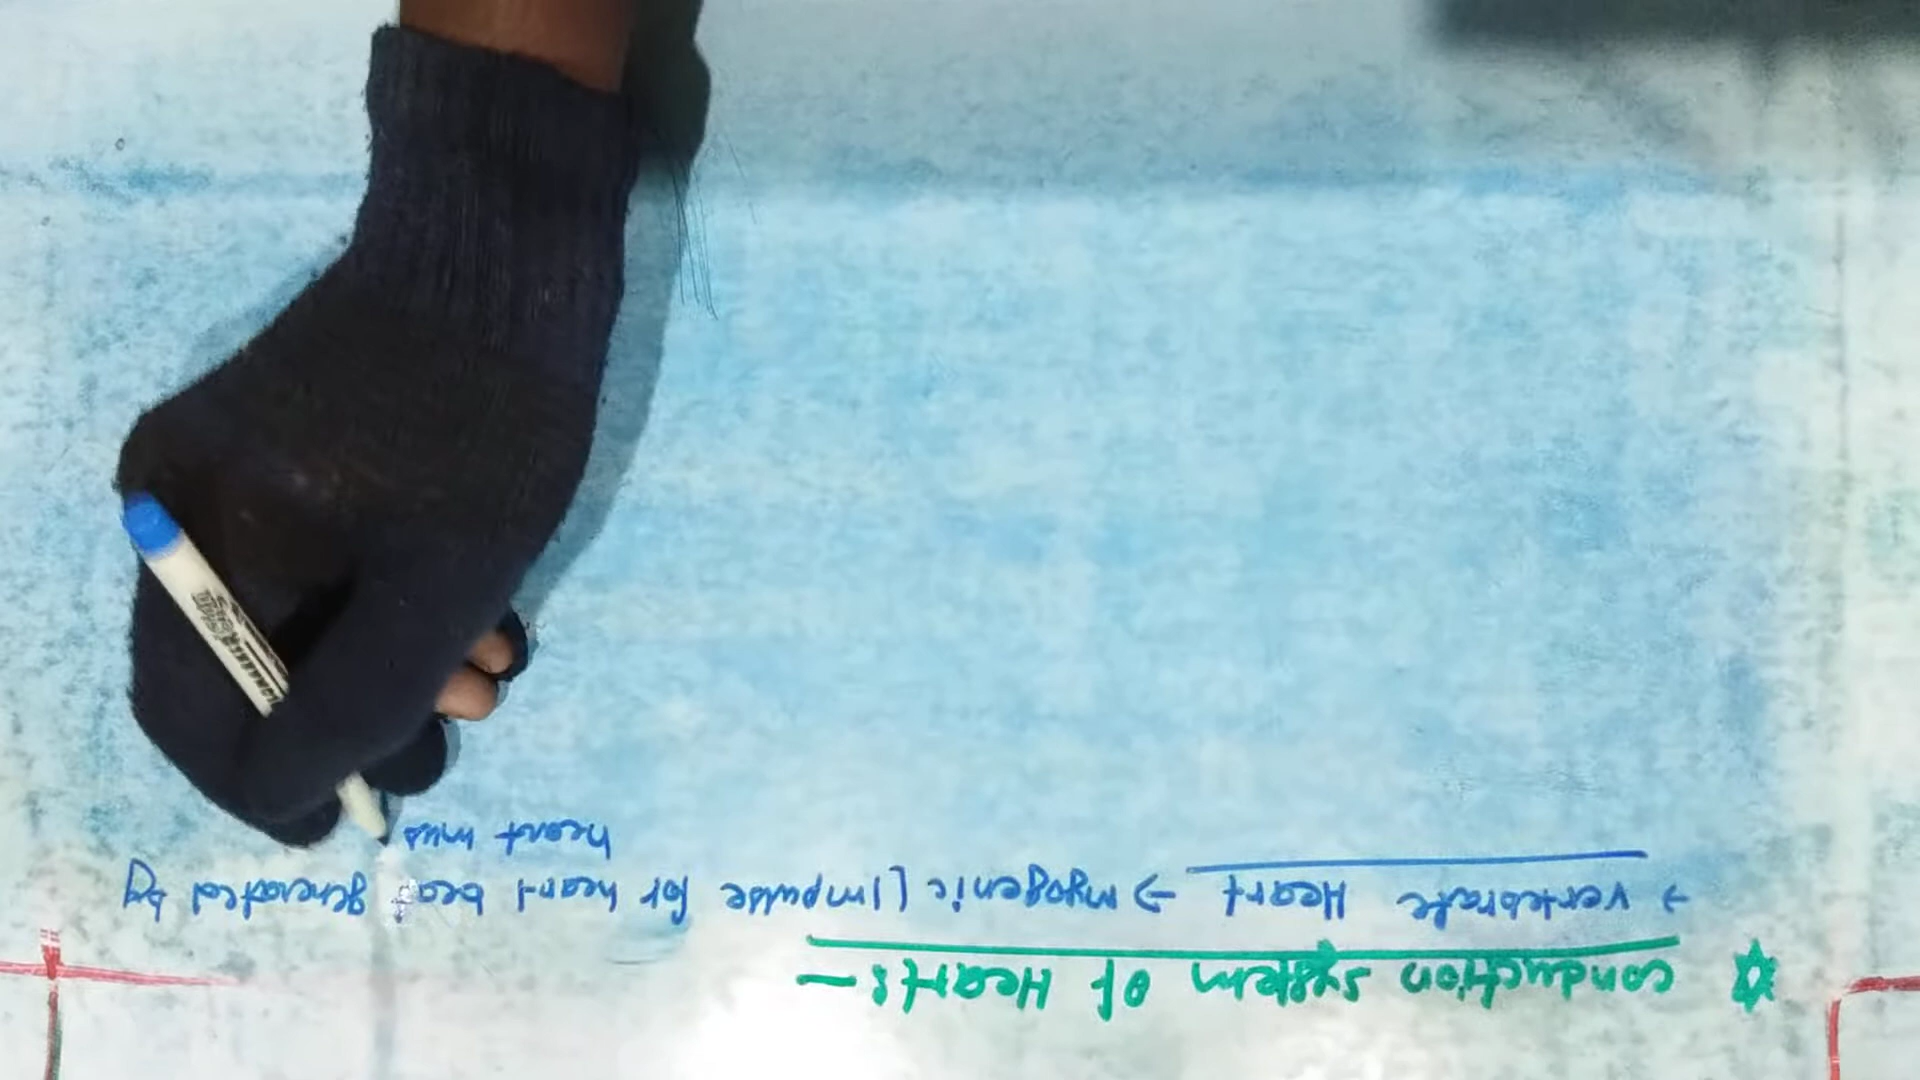 ☆ conduction system of Heart:-
→ vertebrate Heart → myogenic [Impulse for heart beat generated by
heart mus